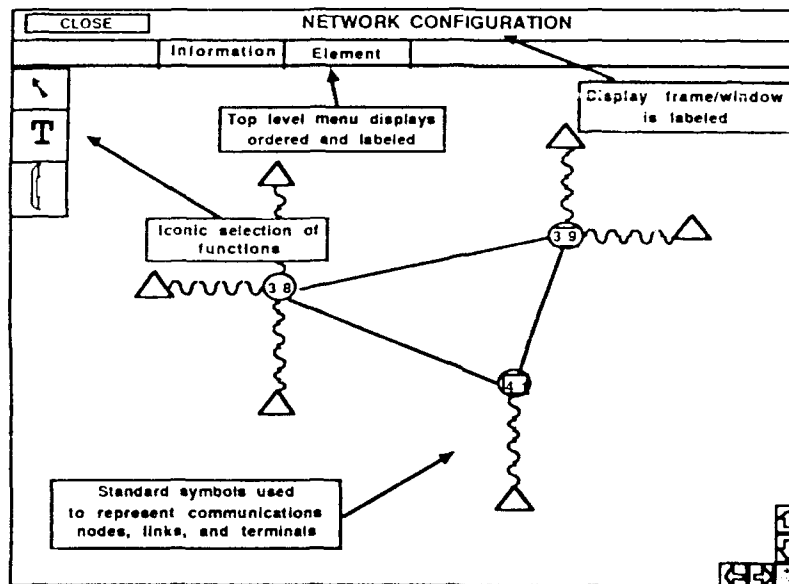 CLOSE
NETWORK CONFIGURATION
Information
Element
T
Top level menu displays
ordered and labeled
Display frame/window
is labeled
Iconic selection of
functions
3 9
3 8
Standard symbols used
to represent communications
nodes, links, and terminals